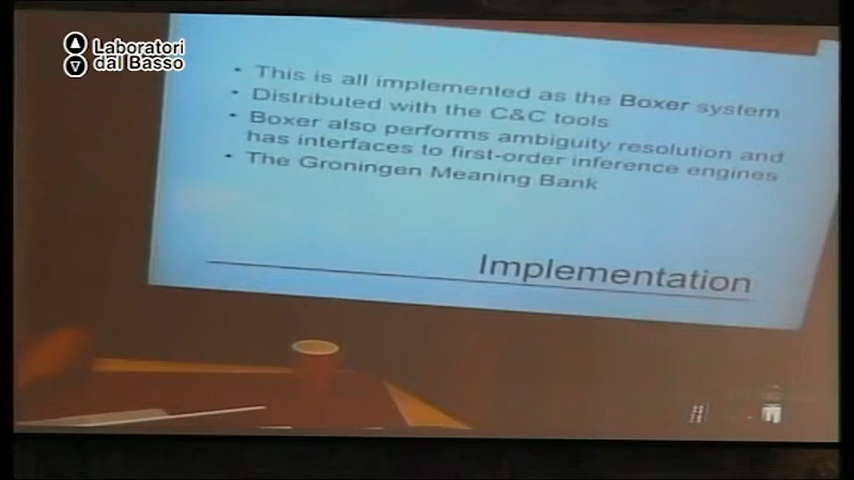 Laboratori
dal Basso
• This is all implemented as the Boxer system
• Distributed with the C&C tools
• Boxer also performs ambiguity resolution and
has interfaces to first-order inference engines
• The Groningen Meaning Bank
Implementation